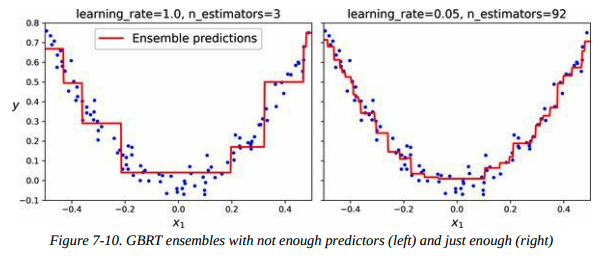 learning_rate=1.0, n_estimators=3
learning_rate=0.05, n_estimators=92
Ensemble predictions
y
0.8
0.7
0.6
0.5
0.4
0.3
0.2
0.1
0.0
−0.1
−0.4 −0.2 0.0 0.2 0.4
−0.4 −0.2 0.0 0.2 0.4
x1
x1
Figure 7-10. GBRT ensembles with not enough predictors (left) and just enough (right)